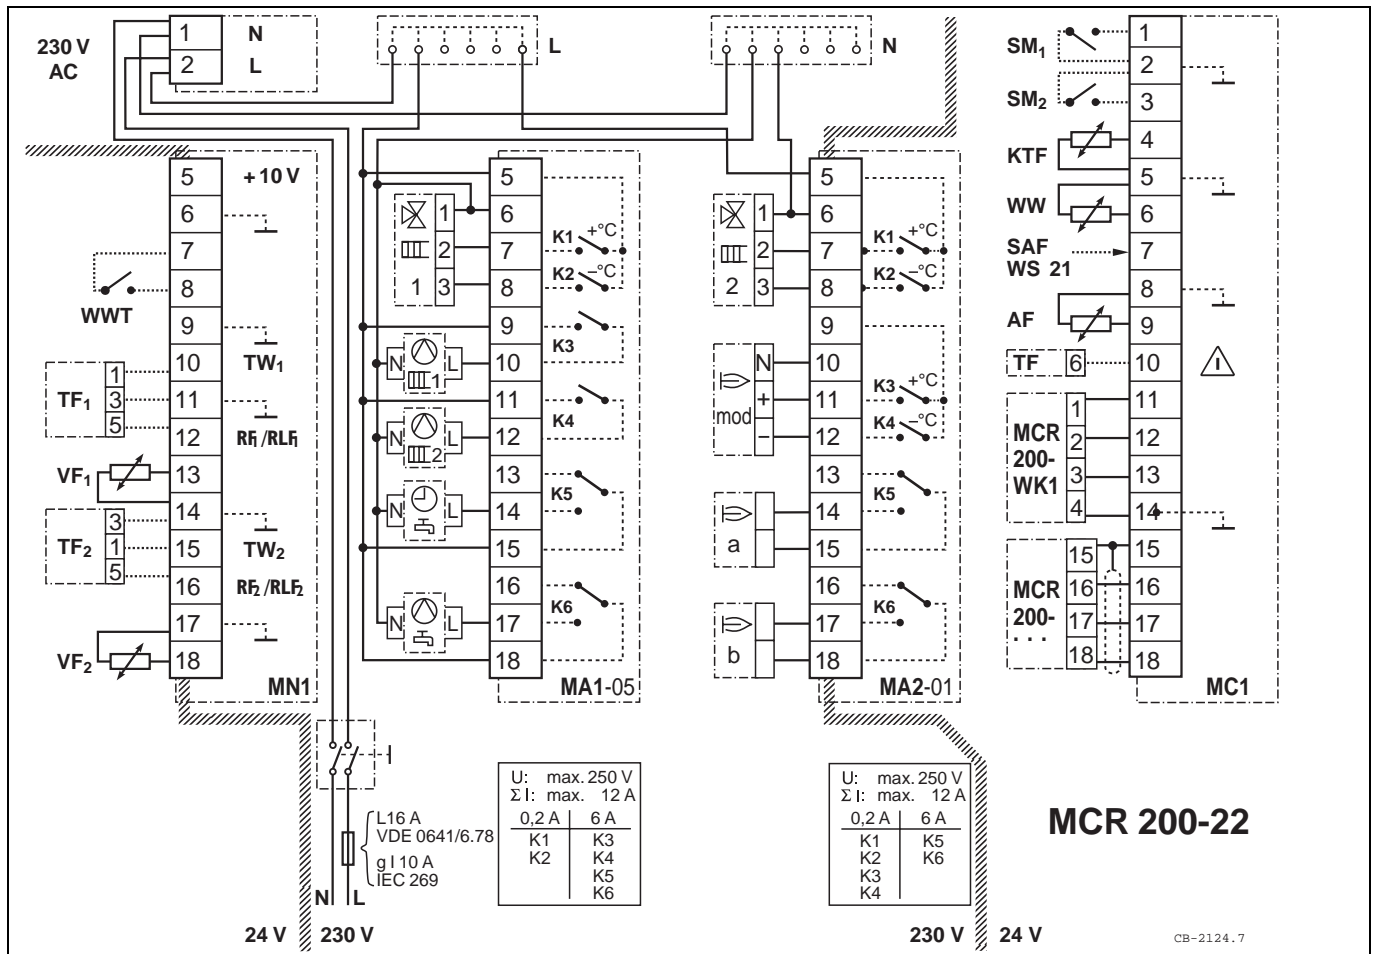 230 V
AC
1 N
2 L
L
N
MN1
5 + 10 V
6
7
8
WWT
9
10 TW1
11
12 RF1 /RLF1
13
14
15 TW2
16 RF2 /RLF2
17
18
TF1
1
3
5
VF1
TF2
3
1
5
VF2
MA1-05
5
6
7
8
9
10
11
12
13
14
15
16
17
18
1
2
1 3
K1 +°C
K2 –°C
K3
K4
K5
K6
N 1 L
N 2 L
N L
N L
MA2-01
5
6
7
8
9
10
11
12
13
14
15
16
17
18
1
2
2 3
K1 +°C
K2 –°C
N
+
mod
–
K3 +°C
K4 –°C
K5
a
K6
b
MC1
1
2
3
4
5
6
7
8
9
10
11
12
13
14
15
16
17
18
SM1
SM2
KTF
WW
SAF
WS 21
AF
TF 6
MCR
200-
WK1
1
2
3
4
MCR
200-
. . .
15
16
17
18
L16 A
VDE 0641/6.78
g I 10 A
IEC 269
N L
24 V 230 V
U: max. 250 V
Σ I: max. 12 A
0,2 A 6 A
K1 K3
K2 K4
K5
K6
U: max. 250 V
Σ I: max. 12 A
0,2 A 6 A
K1 K5
K2 K6
K3
K4
230 V 24 V
MCR 200-22
CB-2124.7